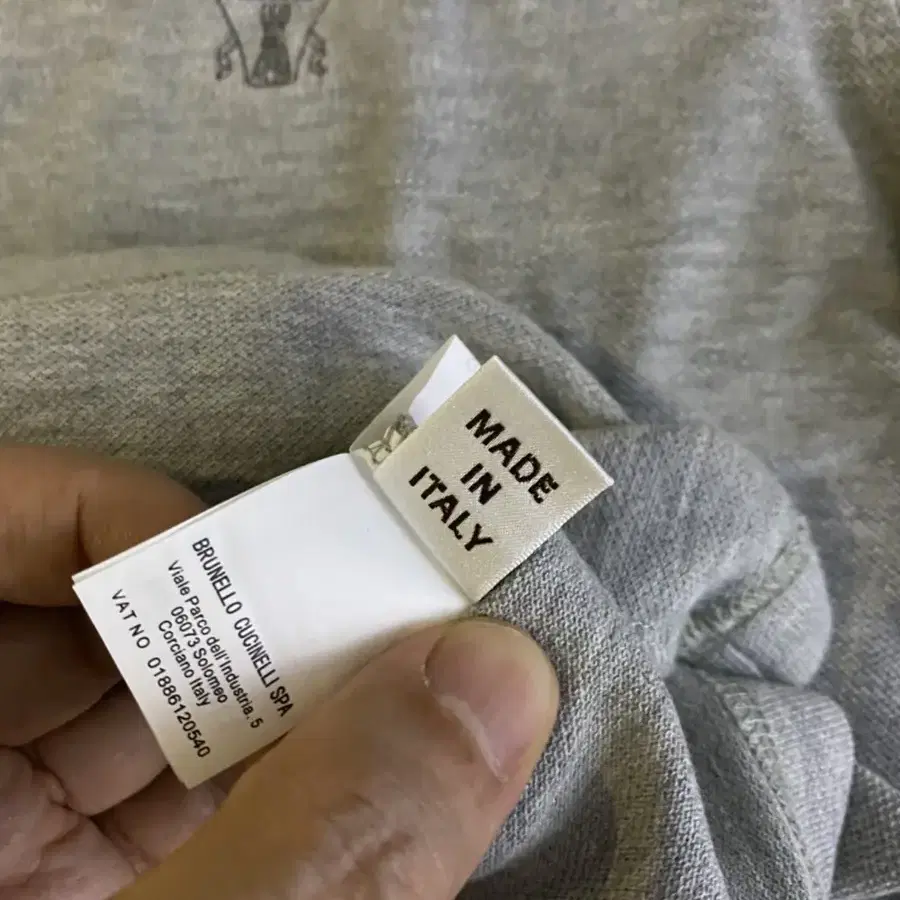 MADE
IN
ITALY
BRUNELLO CUCINELLI SPA
Viale Parco dell'Industria, 5
06073 Solomeo
Corciano Italy
VAT NO 01886120540